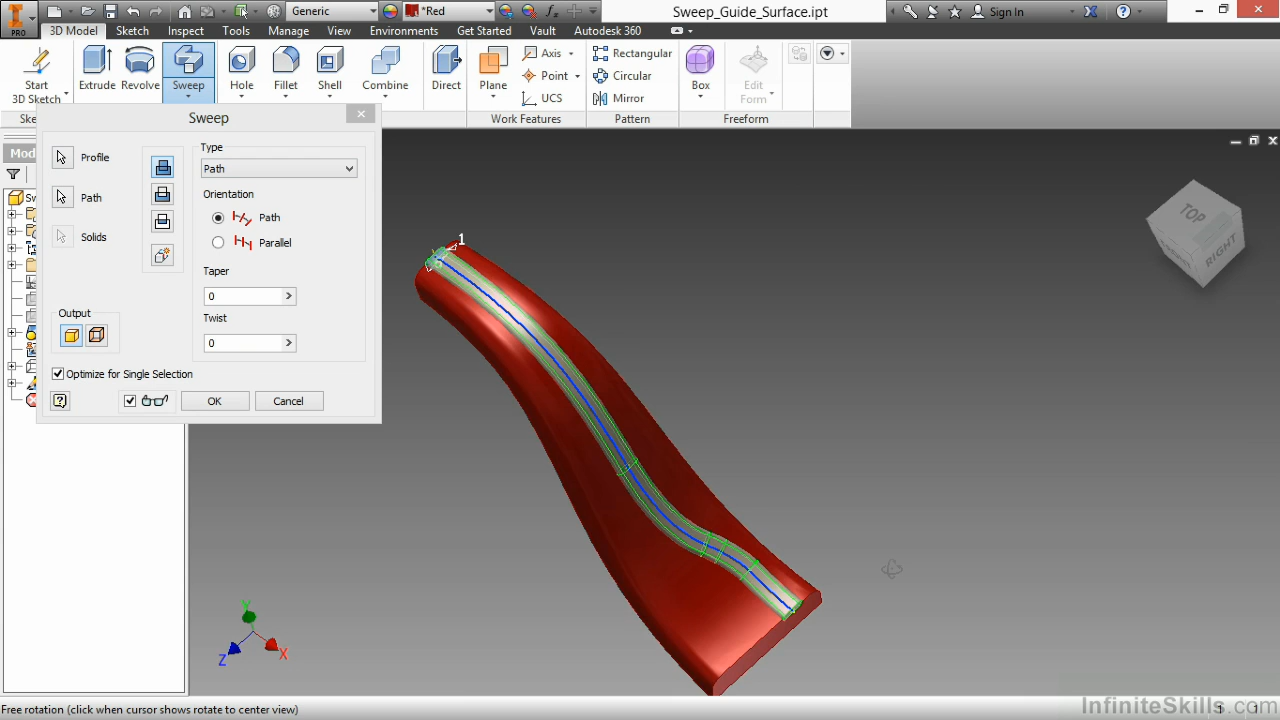 Generic
*Red
Sweep_Guide_Surface.ipt
Sign In
PRO
3D Model
Sketch
Inspect
Tools
Manage
View
Environments
Get Started
Vault
Autodesk 360
Start
3D Sketch
Extrude
Revolve
Sweep
Hole
Fillet
Shell
Combine
Direct
Plane
Axis
Point
UCS
Rectangular
Circular
Mirror
Box
Edit
Form
Work Features
Pattern
Freeform
Sweep
Profile
Path
Solids
Output
Type
Path
Orientation
Path
Parallel
Taper
0
Twist
0
Optimize for Single Selection
OK
Cancel
1
TOP
RIGHT
Y
X
Z
Free rotation (click when cursor shows rotate to center view)
InfiniteSkills.com